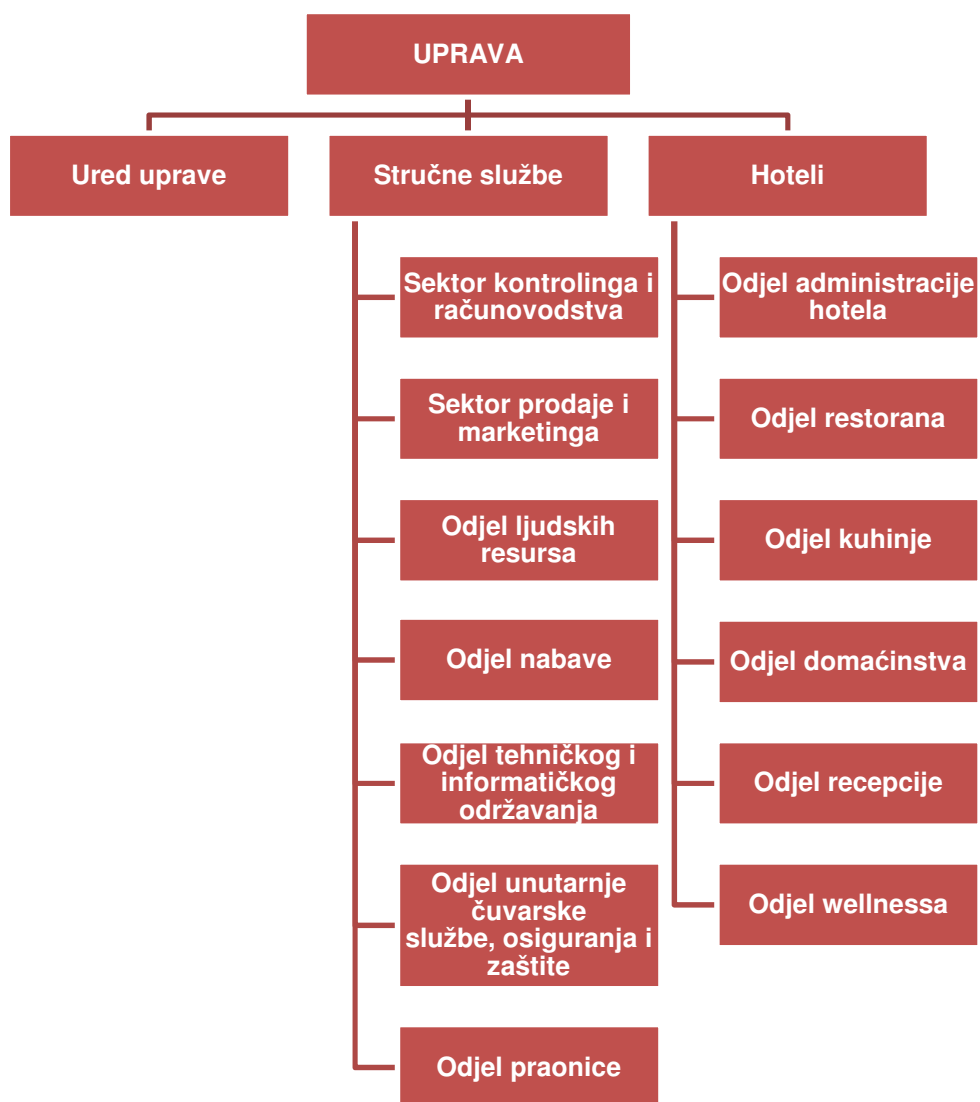 UPRAVA
Ured uprave
Stručne službe
Hoteli
Sektor kontrolinga i
računovodstva
Sektor prodaje i
marketinga
Odjel ljudskih
resursa
Odjel nabave
Odjel tehničkog i
informatičkog
održavanja
Odjel unutarnje
čuvarske
službe, osiguranja i
zaštite
Odjel praonice
Odjel administracije
hotela
Odjel restorana
Odjel kuhinje
Odjel domaćinstva
Odjel recepcije
Odjel wellnessa